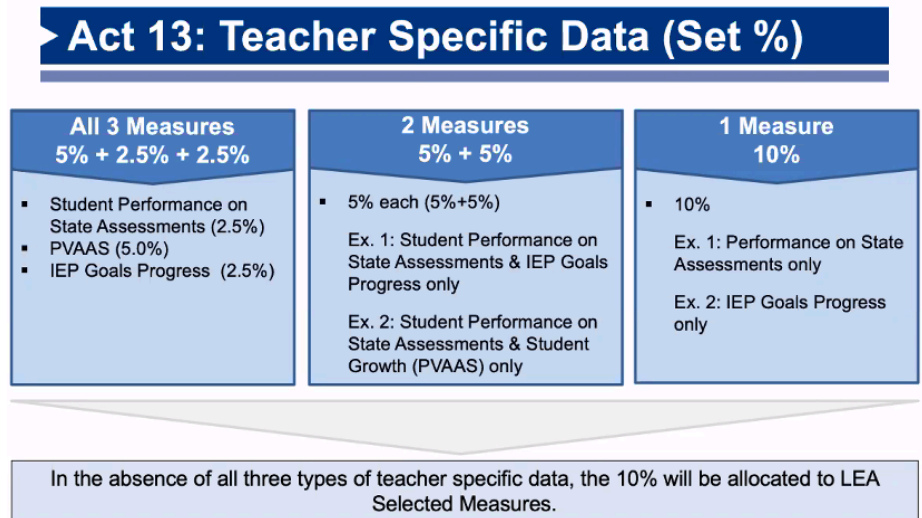 Act 13: Teacher Specific Data (Set %)
All 3 Measures
5% + 2.5% + 2.5%
▪ Student Performance on
State Assessments (2.5%)
▪ PVAAS (5.0%)
▪ IEP Goals Progress (2.5%)
2 Measures
5% + 5%
▪ 5% each (5%+5%)
Ex. 1: Student Performance on
State Assessments & IEP Goals
Progress only
Ex. 2: Student Performance on
State Assessments & Student
Growth (PVAAS) only
1 Measure
10%
▪ 10%
Ex. 1: Performance on State
Assessments only
Ex. 2: IEP Goals Progress
only
In the absence of all three types of teacher specific data, the 10% will be allocated to LEA
Selected Measures.